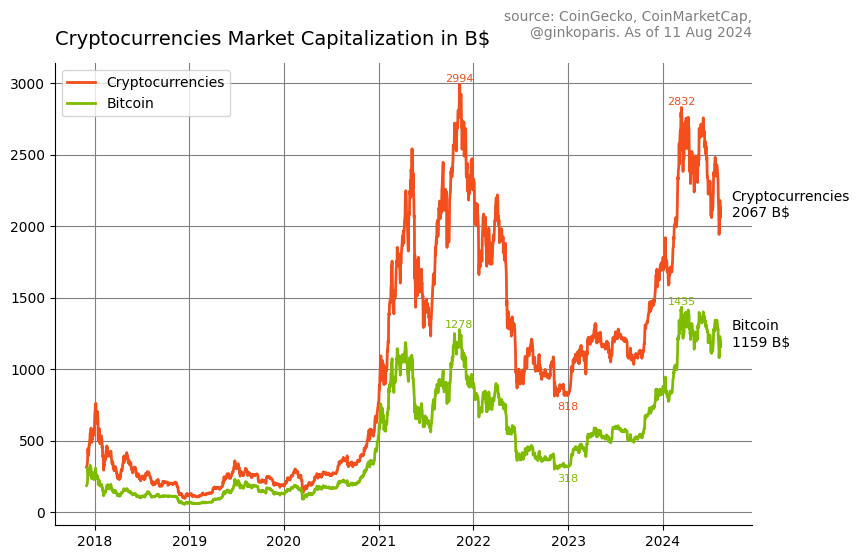 source: CoinGecko, CoinMarketCap,
@ginkoparis. As of 11 Aug 2024
Cryptocurrencies Market Capitalization in B$
Cryptocurrencies
Bitcoin
3000
2500
2000
1500
1000
500
0
2994
2832
1278
1435
818
318
Cryptocurrencies
2067 B$
Bitcoin
1159 B$
2018 2019 2020 2021 2022 2023 2024